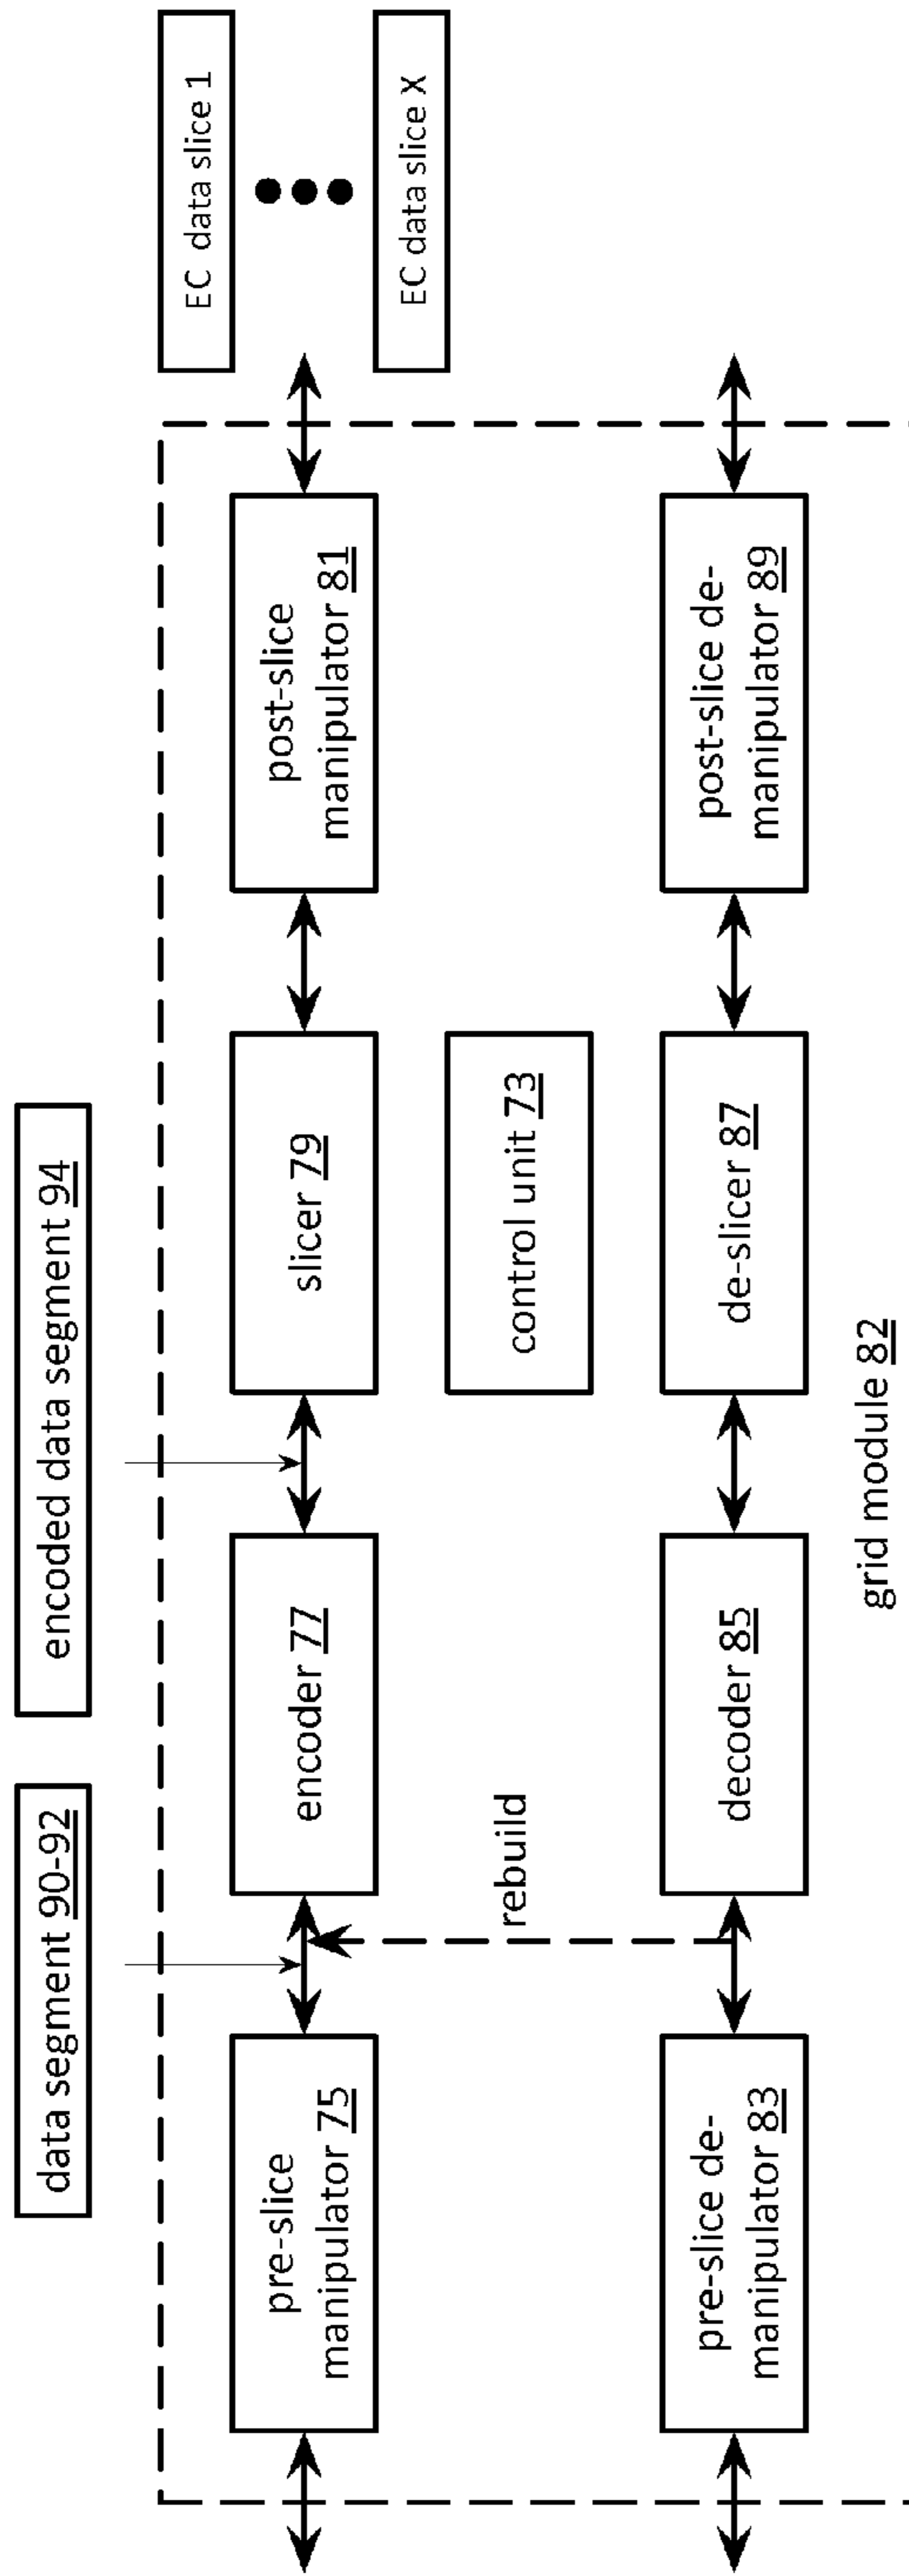 data segment 90-92
encoded data segment 94
EC data slice 1
EC data slice X
pre-slice
manipulator 75
encoder 77
slicer 79
post-slice
manipulator 81
rebuild
control unit 73
pre-slice de-
manipulator 83
decoder 85
de-slicer 87
post-slice de-
manipulator 89
grid module 82